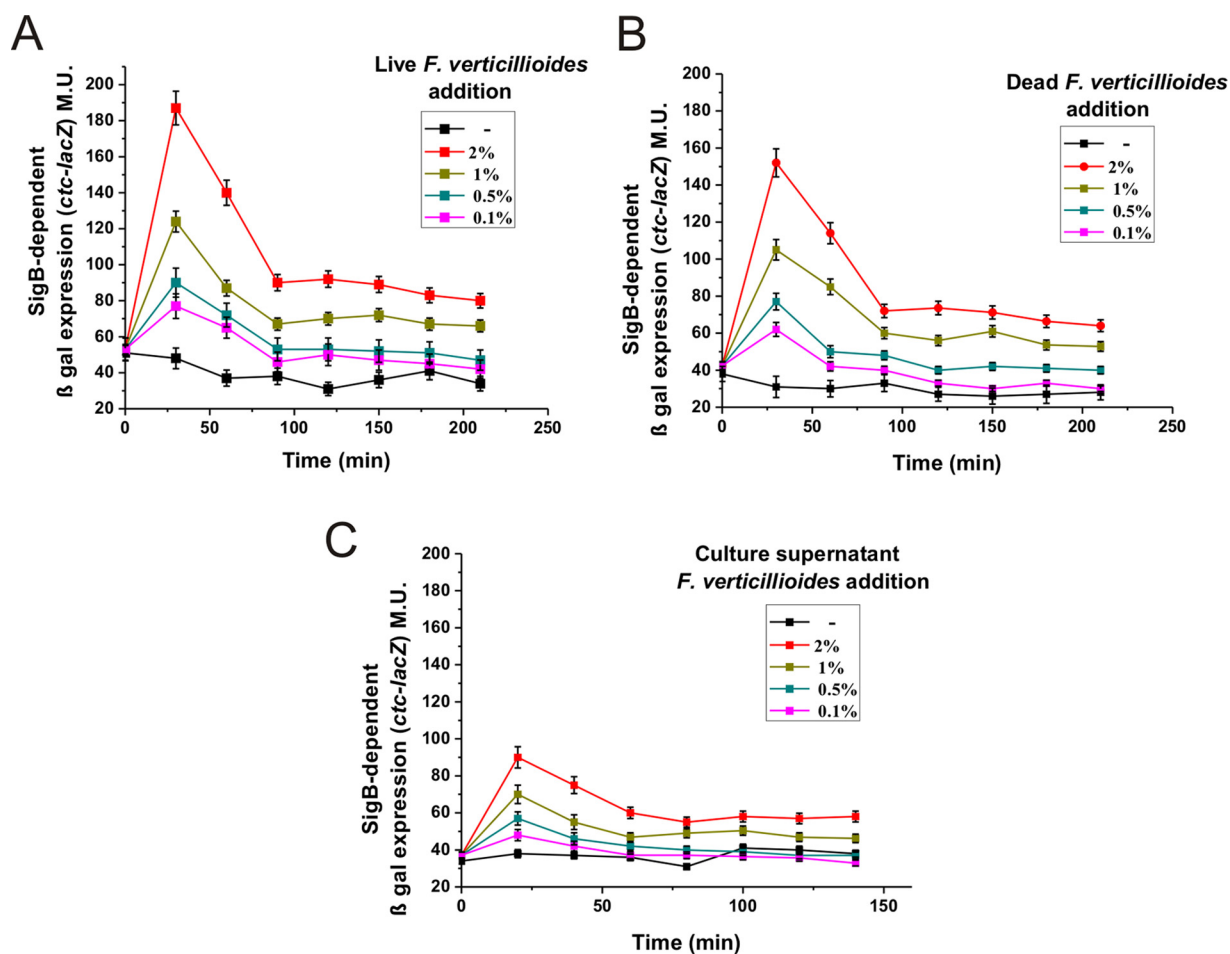 A
Live F. verticillioides
addition
-
2%
1%
0.5%
0.1%
SigB-dependent
ß gal expression (ctc-lacZ) M.U.
200
180
160
140
120
100
80
60
40
20
0 50 100 150 200 250
Time (min)
B
Dead F. verticillioides
addition
-
2%
1%
0.5%
0.1%
SigB-dependent
ß gal expression (ctc-lacZ) M.U.
200
180
160
140
120
100
80
60
40
20
0 50 100 150 200 250
Time (min)
C
Culture supernatant
F. verticillioides addition
-
2%
1%
0.5%
0.1%
SigB-dependent
ß gal expression (ctc-lacZ) M.U.
200
180
160
140
120
100
80
60
40
20
0 50 100 150
Time (min)